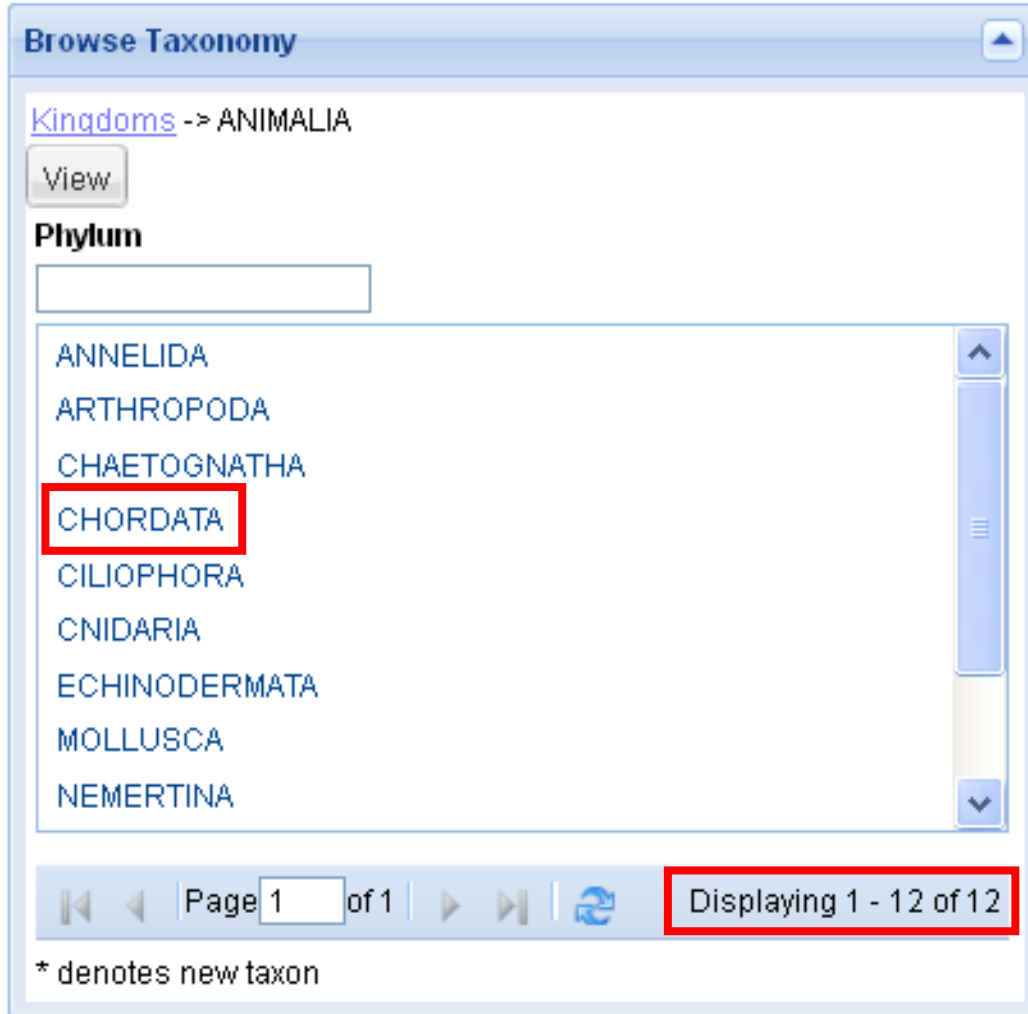 Browse Taxonomy
Kingdoms -> ANIMALIA
View
Phylum
ANNELIDA
ARTHROPODA
CHAETOGNATHA
CHORDATA
CILIOPHORA
CNIDARIA
ECHINODERMATA
MOLLUSCA
NEMERTINA
Page 1 of 1 Displaying 1 - 12 of 12
* denotes new taxon